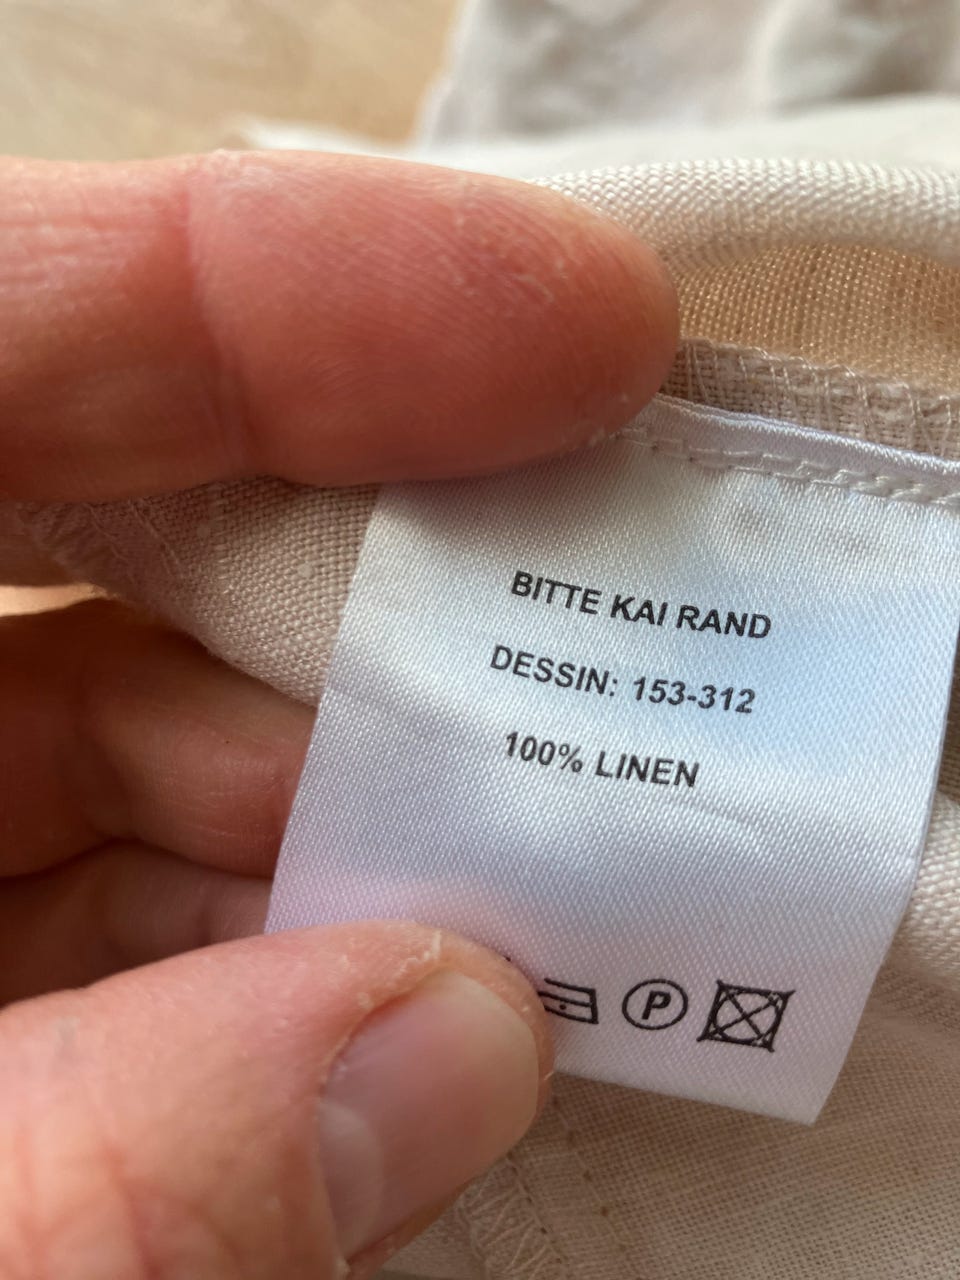 BITTE KAI RAND
DESSIN: 153-312
100% LINEN
P